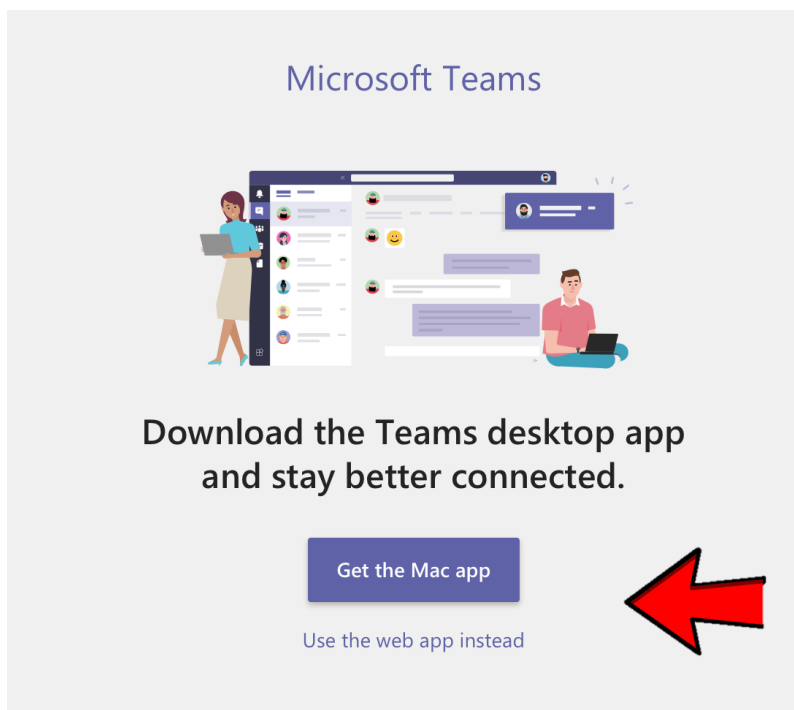 Microsoft Teams
Download the Teams desktop app
and stay better connected.
Get the Mac app
Use the web app instead